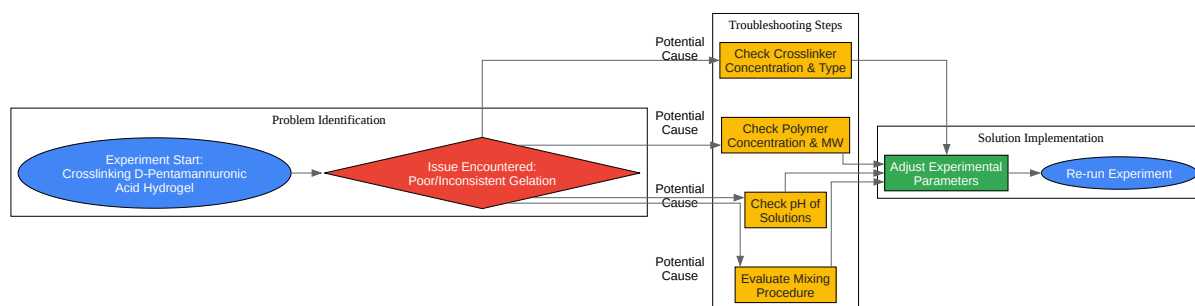 Troubleshooting Steps
Potential
Cause
Check Crosslinker
Concentration & Type
Problem Identification
Potential
Cause
Check Polymer
Concentration & MW
Solution Implementation
Experiment Start:
Crosslinking D-Pentamannuronic
Acid Hydrogel
Issue Encountered:
Poor/Inconsistent Gelation
Adjust Experimental
Parameters
Re-run Experiment
Potential
Cause
Check pH of
Solutions
Potential
Cause
Evaluate Mixing
Procedure